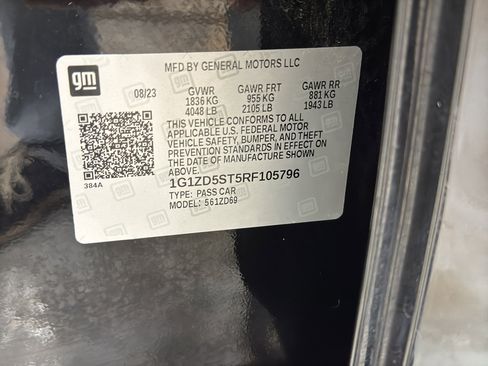 gm
MFD BY GENERAL MOTORS LLC
08/23 GVWR GAWR FRT GAWR RR
1836 KG 955 KG 881 KG
4048 LB 2105 LB 1943 LB
THIS VEHICLE CONFORMS TO ALL
APPLICABLE U.S. FEDERAL MOTOR
VEHICLE SAFETY, BUMPER, AND THEFT
PREVENTION STANDARDS IN EFFECT ON
THE DATE OF MANUFACTURE SHOWN
ABOVE.
384A
1G1ZD5ST5RF105796
TYPE: PASS CAR
MODEL: 561ZD69